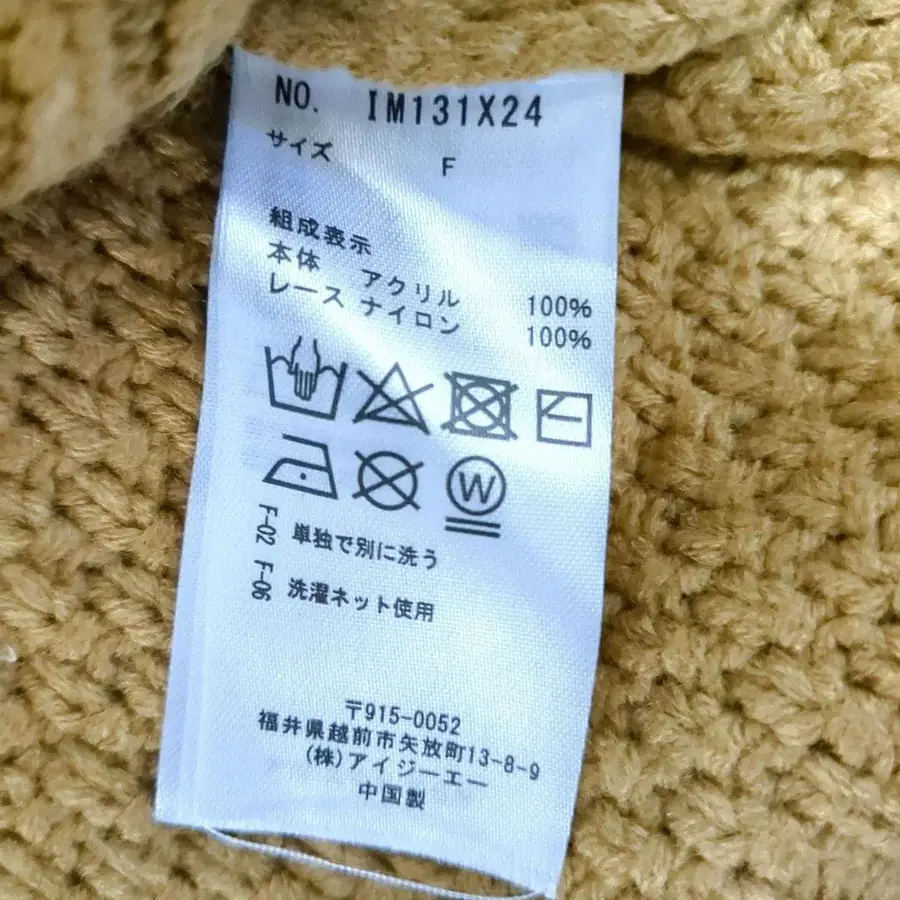 NO. IM131X24
サイズ F
組成表示
本体 アクリル 100%
レース ナイロン 100%
W
F-02 単独で別に洗う
F-06 洗濯ネット使用
〒915-0052
福井県越前市矢放町13-8-9
(株)アイジーエー
中国製